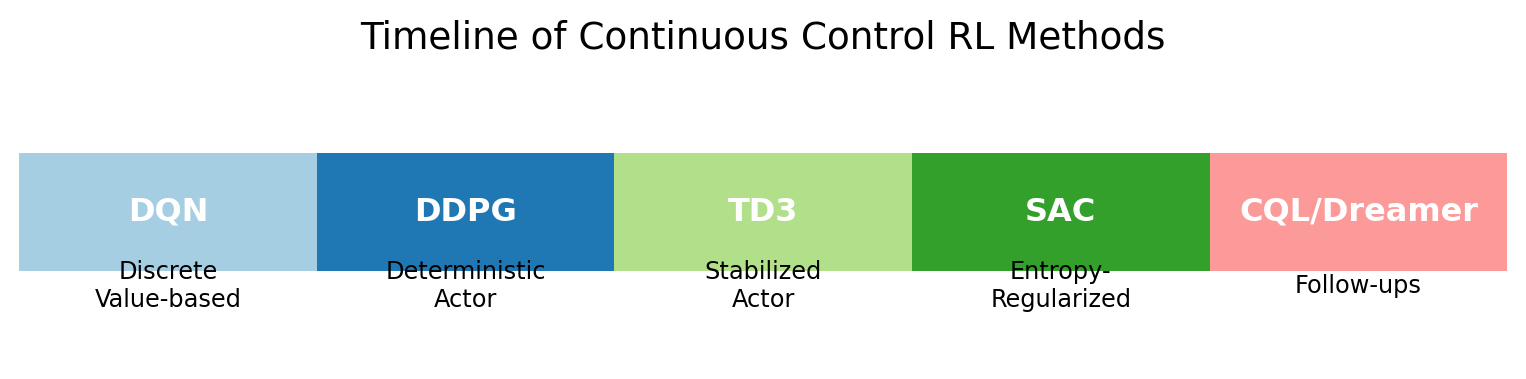 Timeline of Continuous Control RL Methods
DQN
Discrete
Value-based
DDPG
Deterministic
Actor
TD3
Stabilized
Actor
SAC
Entropy-
Regularized
CQL/Dreamer
Follow-ups